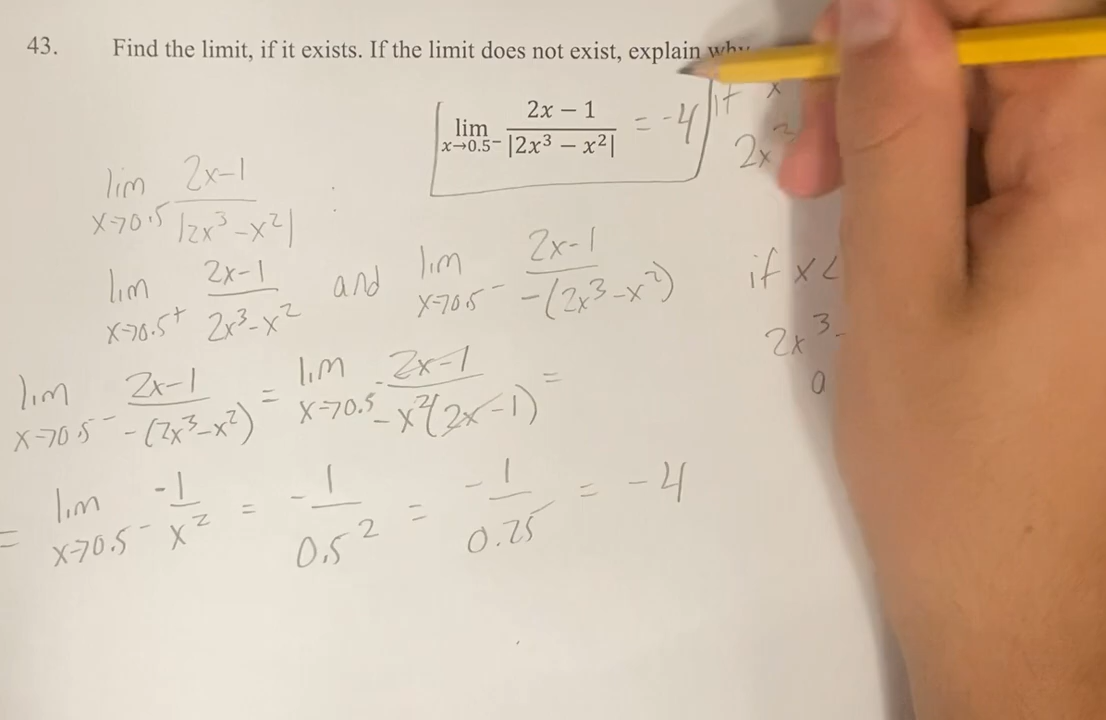 43. Find the limit, if it exists. If the limit does not exist, explain
lim x→0.5⁻ (2x − 1)/|2x³ − x²| = -4
if x
2x²
lim x→0.5 (2x-1)/|2x³-x²| :
lim x→0.5⁺ (2x-1)/(2x³-x²) and lim x→0.5⁻ (2x-1)/(-(2x³-x²))
if x <
2x³-
0
lim x→0.5⁻ (2x-1)/(-(2x³-x²)) = lim x→0.5⁻ (2x-1)/(-x²(2x-1)) =
= lim x→0.5⁻ -1/x² = -1/0.5² = -1/0.25 = -4